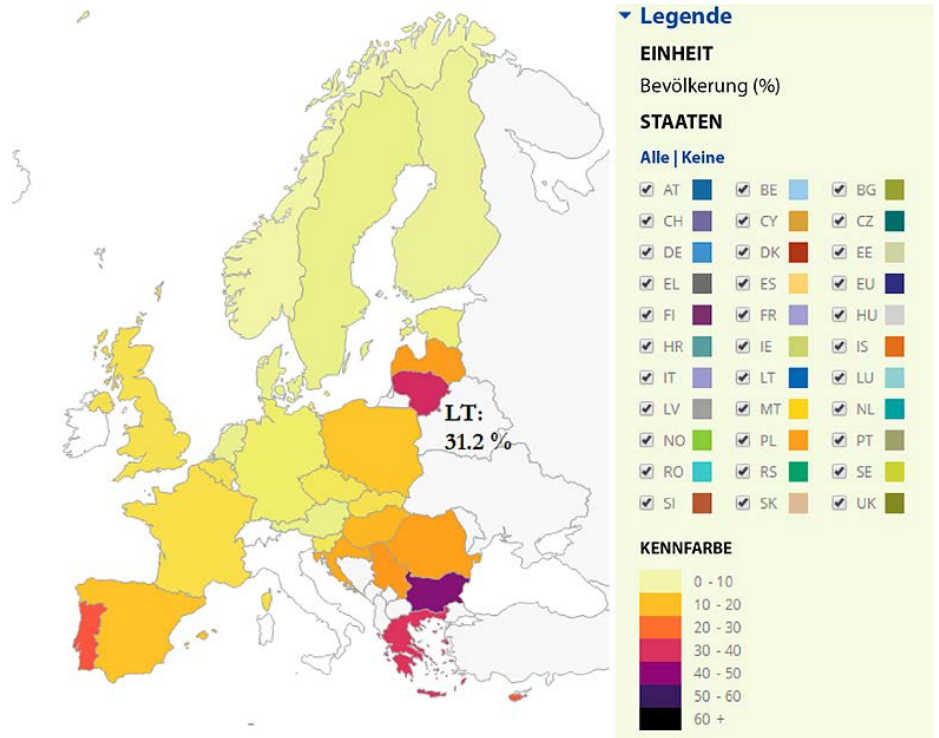 Legende
EINHEIT
Bevölkerung (%)
STAATEN
Alle | Keine
AT BE BG
CH CY CZ
DE DK EE
EL ES EU
FI FR HU
HR IE IS
IT LT LU
LV MT NL
NO PL PT
RO RS SE
SI SK UK
KENNFARBE
0 - 10
10 - 20
20 - 30
30 - 40
40 - 50
50 - 60
60 +
LT:
31.2 %